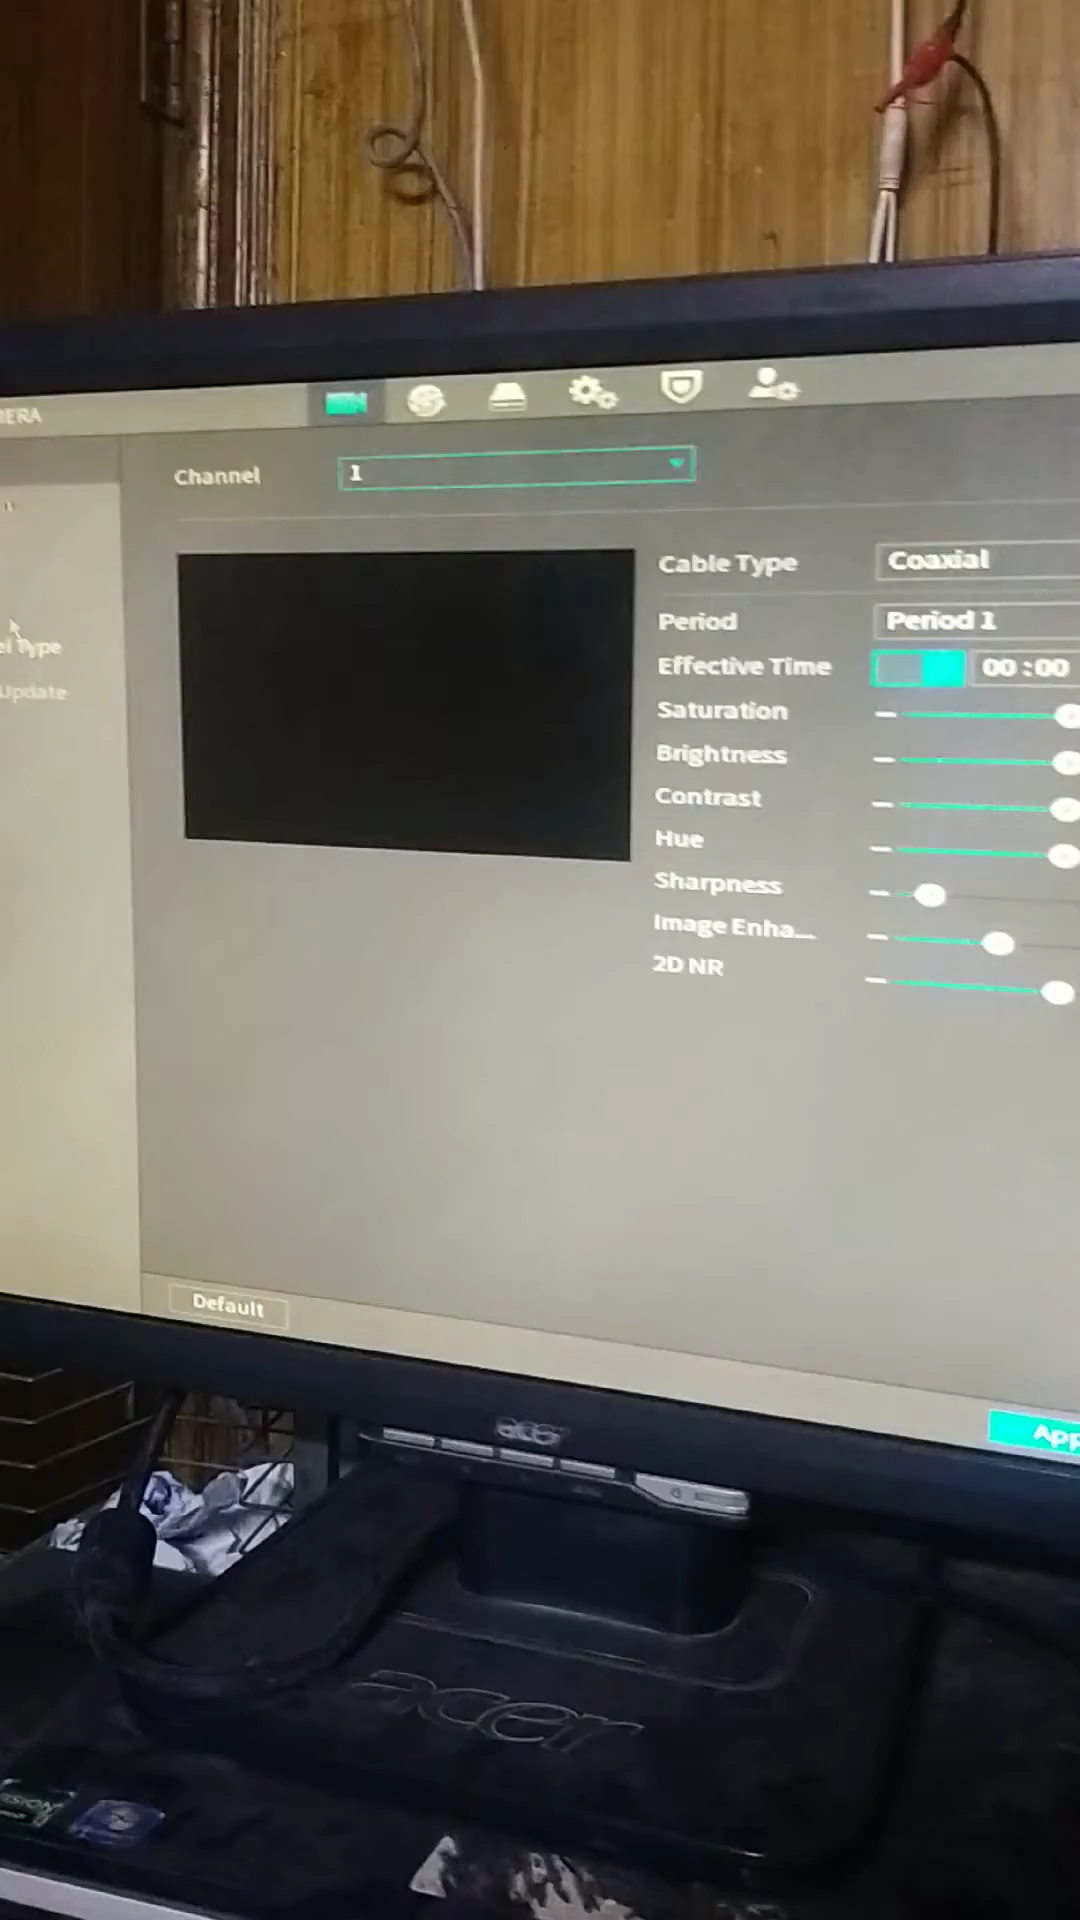 ERA
Channel
1
Cable Type
Coaxial
Period
Period 1
el Type
Effective Time
00 :00
Update
Saturation
Brightness
Contrast
Hue
Sharpness
Image Enha...
2D NR
Default
App
acer
acer